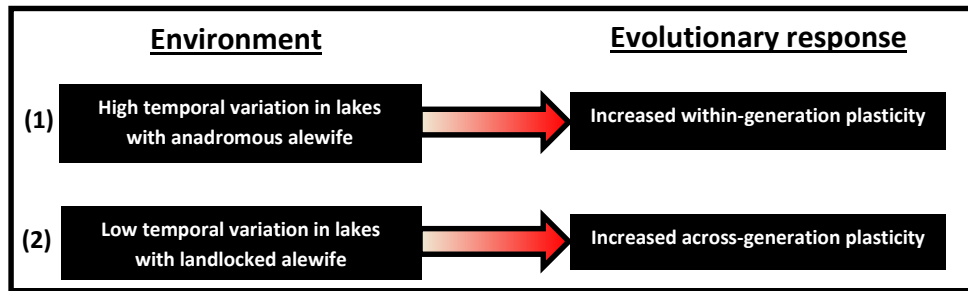 Environment
Evolutionary response
(1)
High temporal variation in lakes
with anadromous alewife
Increased within-generation plasticity
(2)
Low temporal variation in lakes
with landlocked alewife
Increased across-generation plasticity